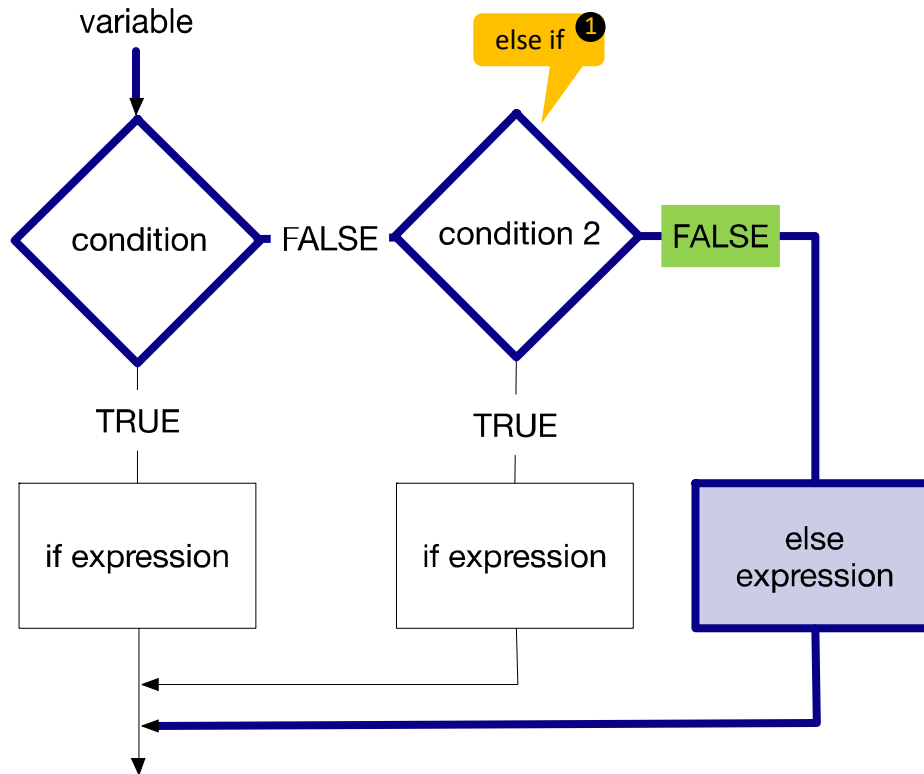 variable
else if 1
condition
FALSE
condition 2
FALSE
TRUE
TRUE
if expression
if expression
else
expression